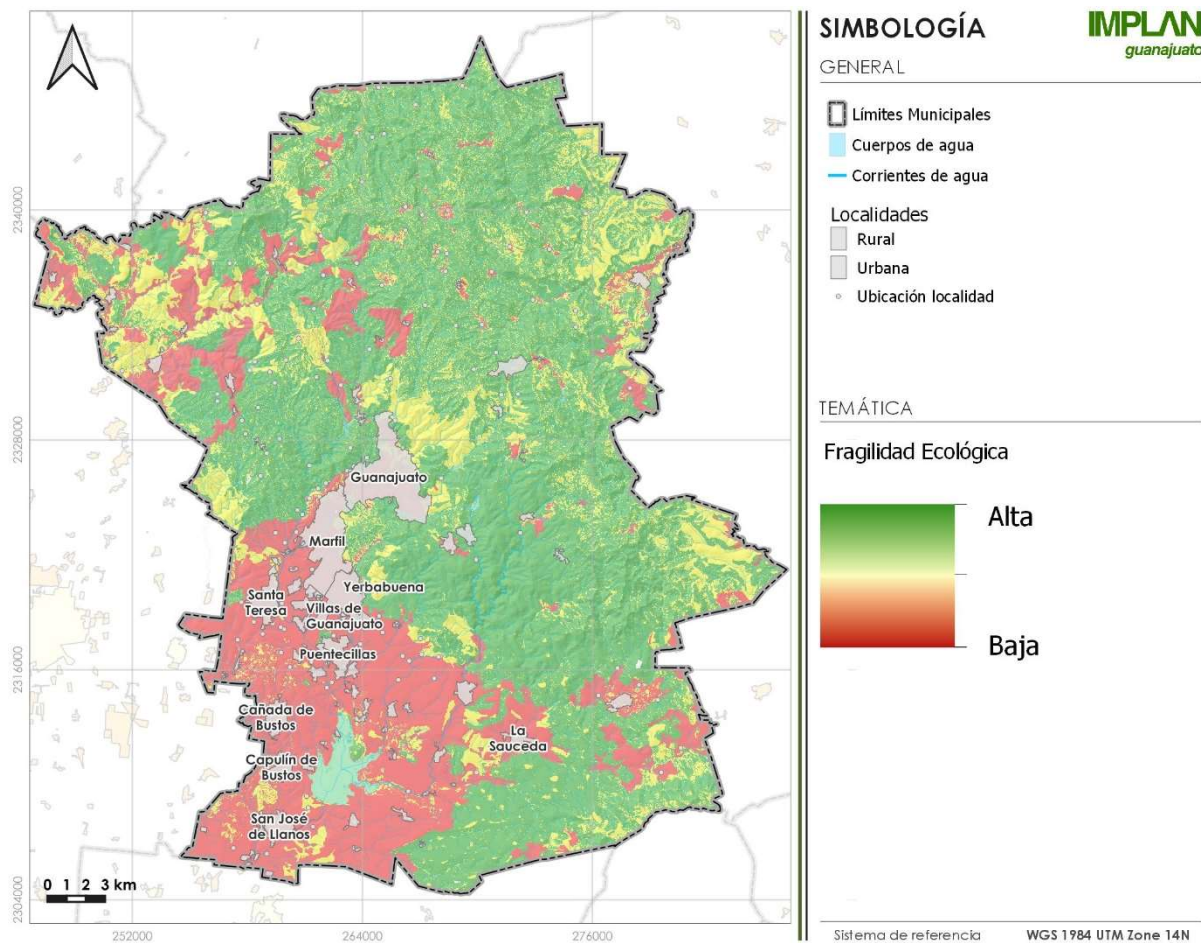 SIMBOLOGÍA
IMPLAN
guanajuato
GENERAL
Límites Municipales
Cuerpos de agua
Corrientes de agua
Localidades
Rural
Urbana
Ubicación localidad
TEMÁTICA
Fragilidad Ecológica
Alta
Baja
Sistema de referencia WGS 1984 UTM Zone 14N
2340000
2328000
2316000
2304000
252000
264000
276000
Guanajuato
Marfil
Yerbabuena
Santa
Teresa
Villas de
Guanajuato
Puentecillas
Cañada de
Bustos
La
Sauceda
Capulín de
Bustos
San José
de Llanos
0 1 2 3 km